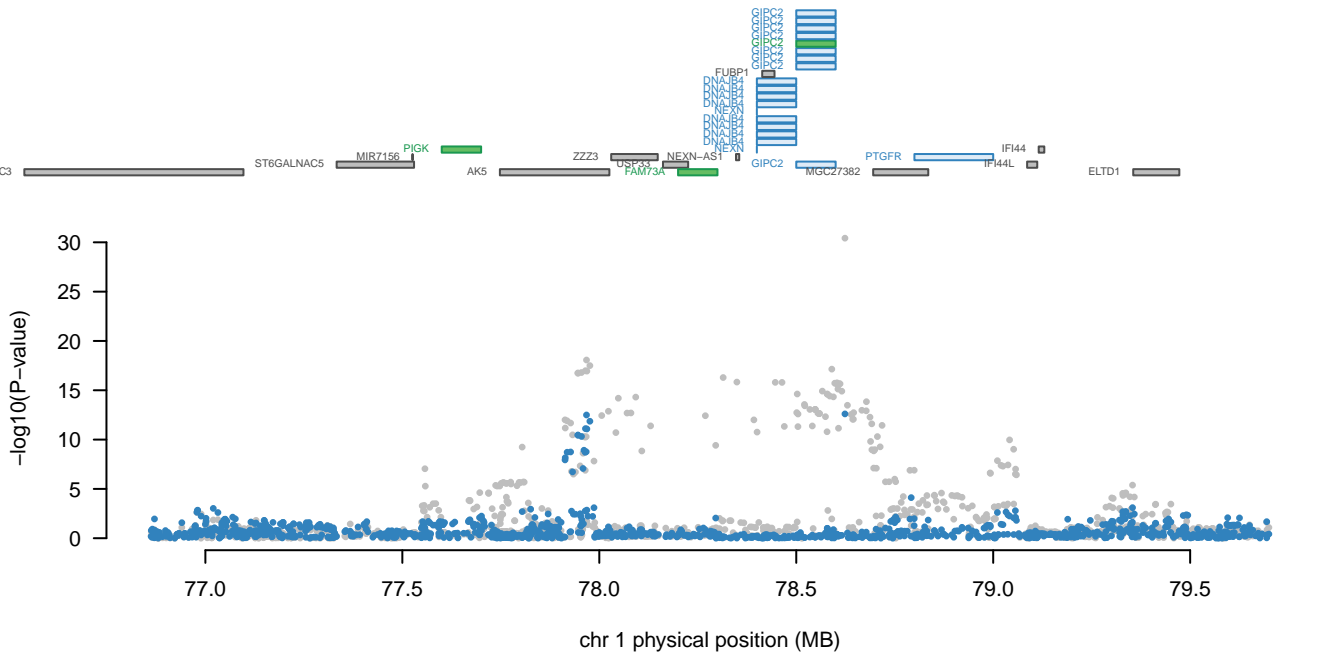 GIPC2
GIPC2
GIPC2
GIPC2
GIPC2
GIPC2
GIPC2
GIPC2
FUBP1
DNAJB4
DNAJB4
DNAJB4
DNAJB4
NEXN
DNAJB4
DNAJB4
DNAJB4
DNAJB4
PIGK NEXN IFI44
MIR7156 ZZZ3 NEXN−AS1 PTGFR
ST6GALNAC5 USP33 GIPC2 IFI44L
C3 AK5 FAM73A MGC27382 ELTD1
30
25
20
15
10
5
0
−log10(P−value)
77.0 77.5 78.0 78.5 79.0 79.5
chr 1 physical position (MB)